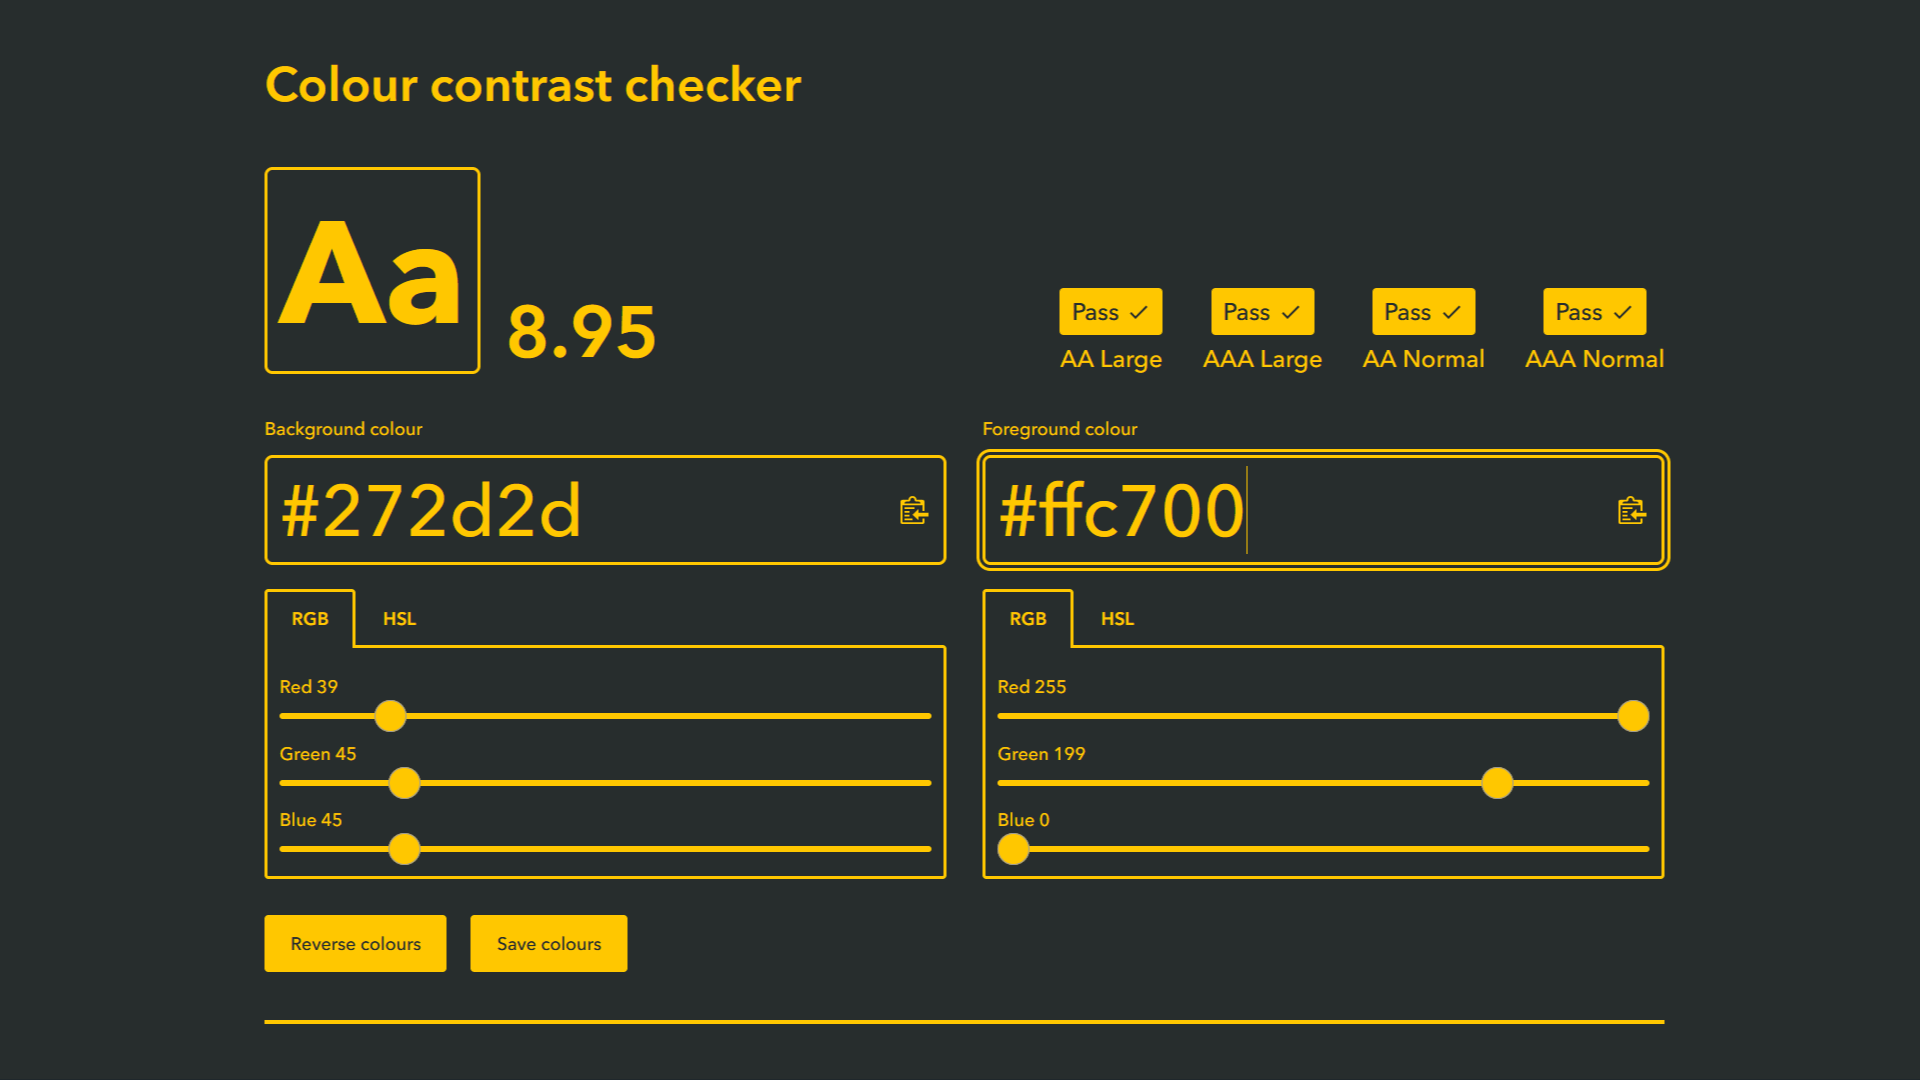 Colour contrast checker
Aa
8.95
Pass
AA Large
Pass
AAA Large
Pass
AA Normal
Pass
AAA Normal
Background colour
#272d2d
RGB HSL
Red 39
Green 45
Blue 45
Foreground colour
#ffc700
RGB HSL
Red 255
Green 199
Blue 0
Reverse colours
Save colours